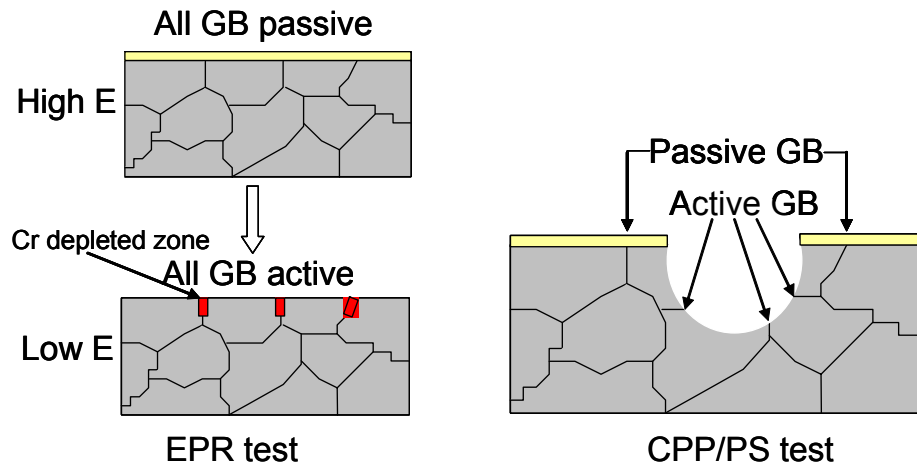 All GB passive
High E
Cr depleted zone
All GB active
Low E
EPR test
Passive GB
Active GB
CPP/PS test